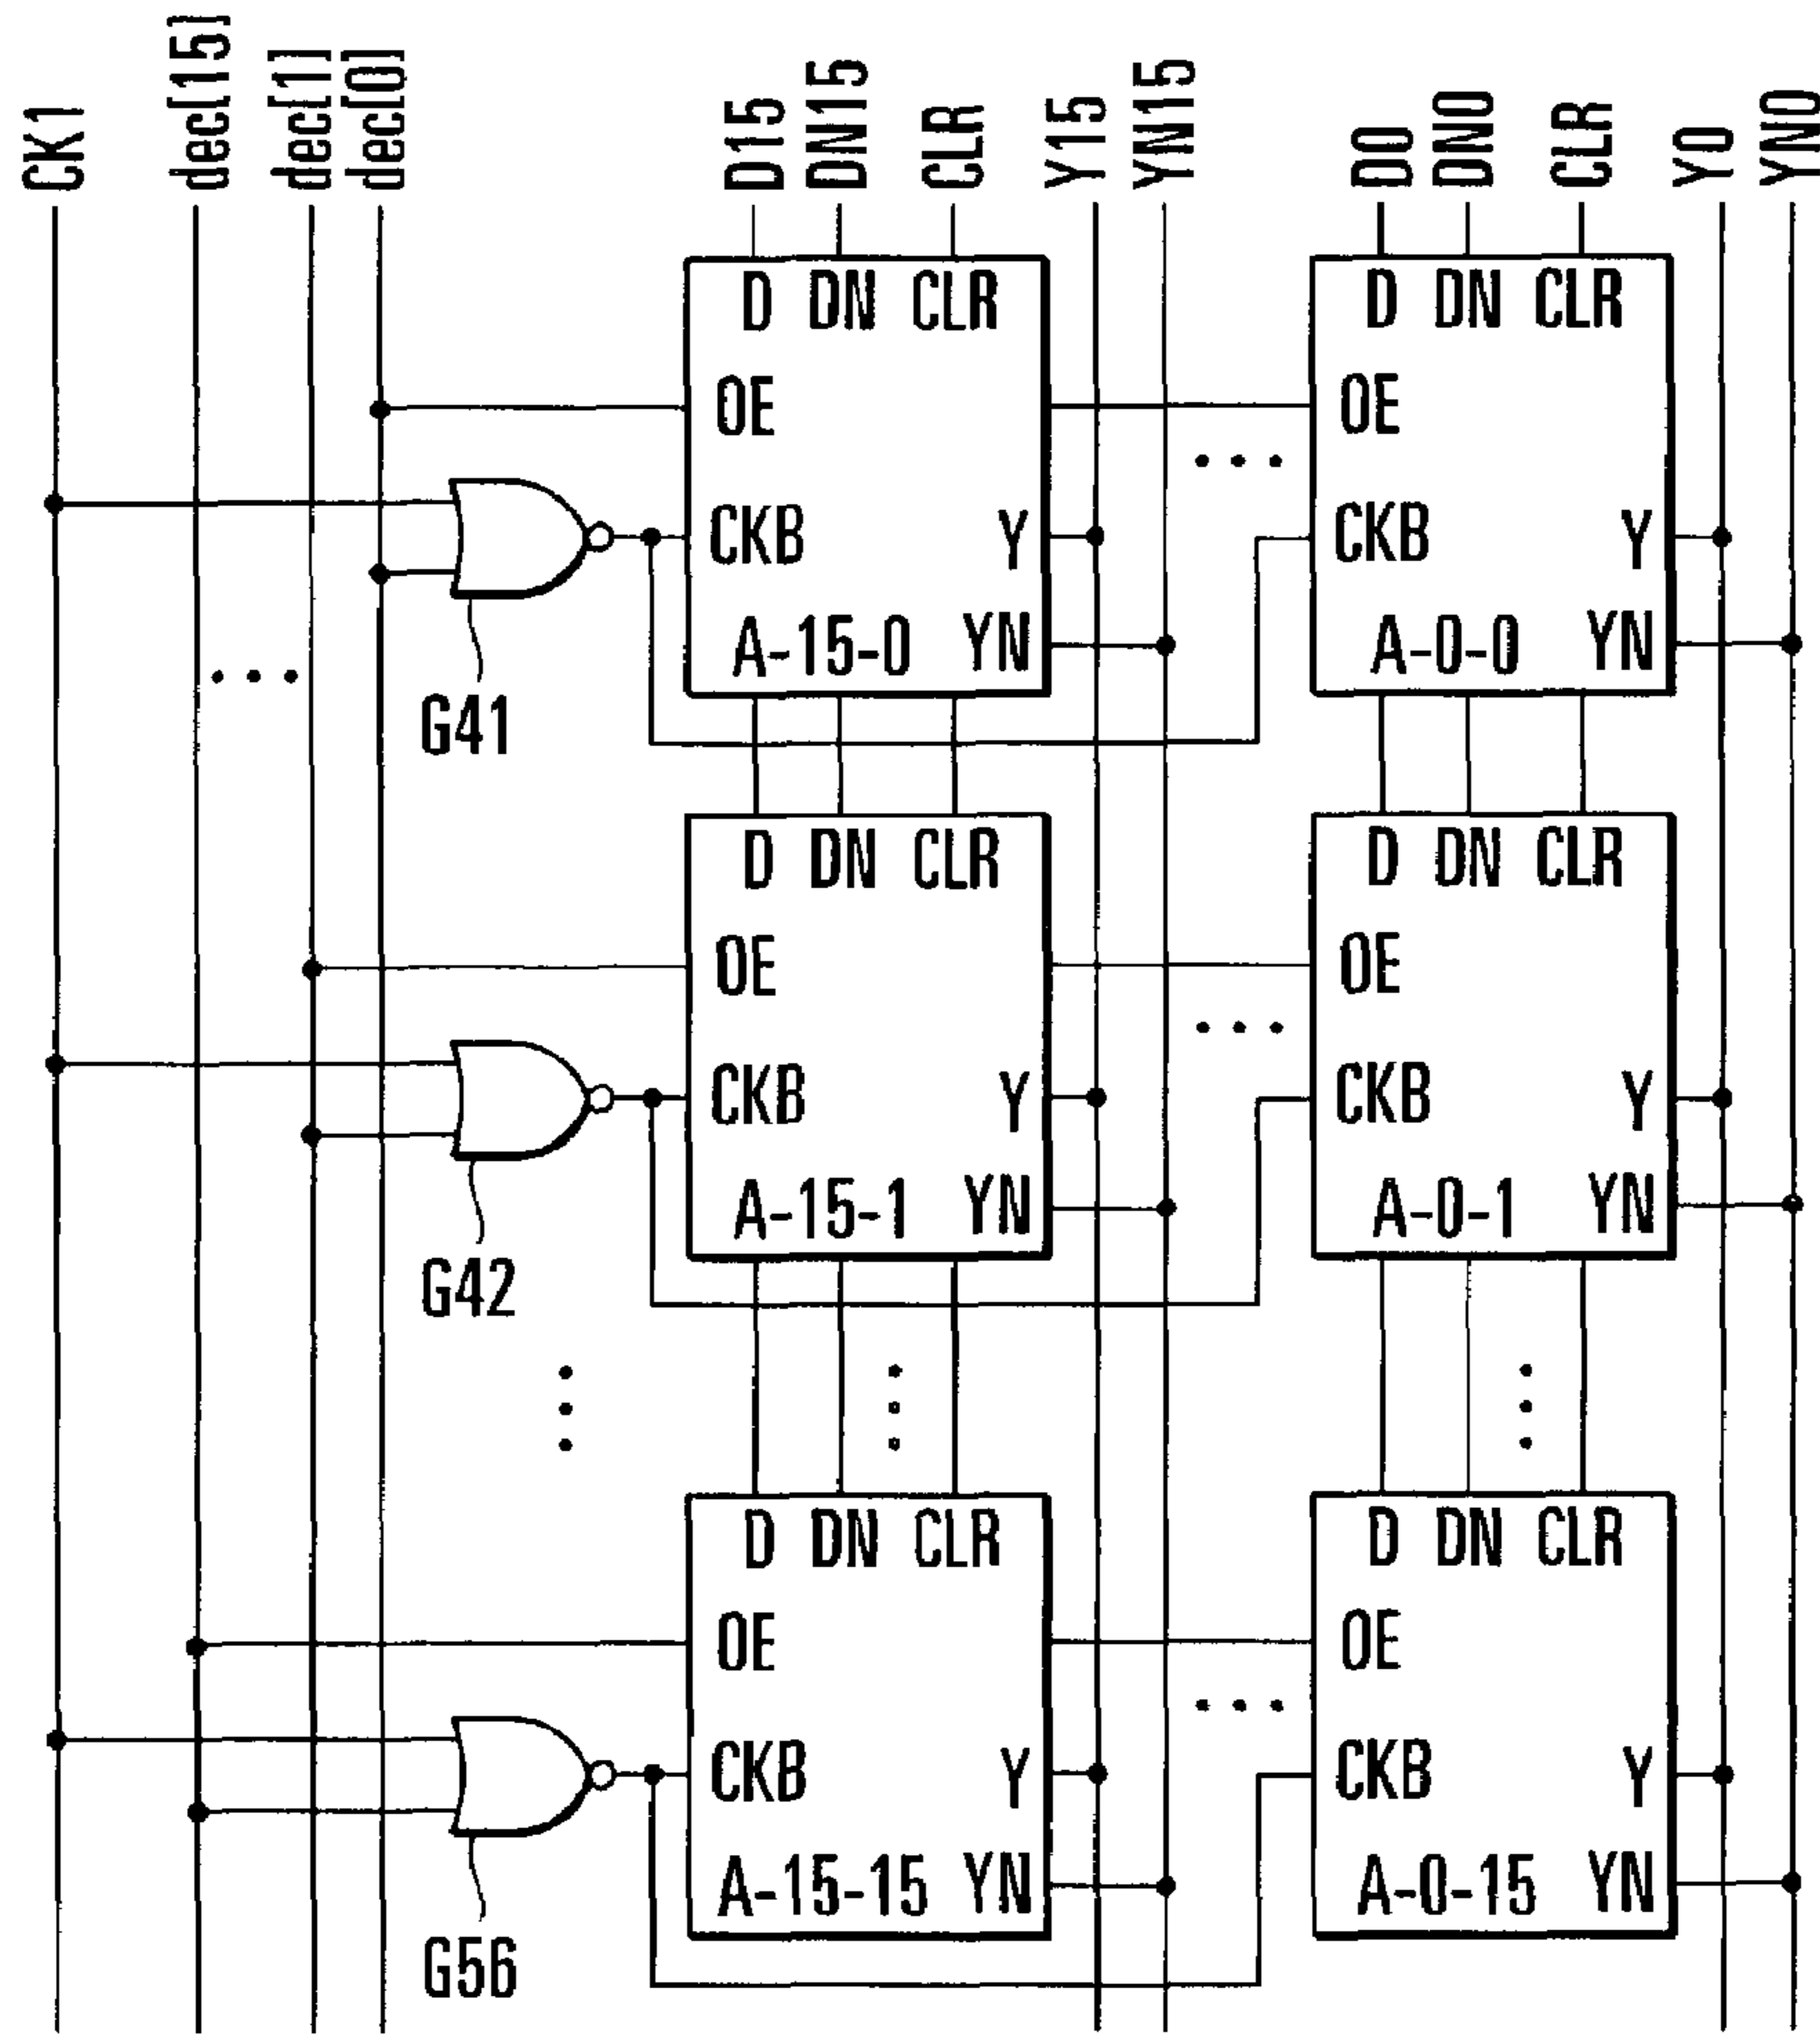 CK1
dec[15]
dec[1]
dec[0]
D15
DN15
CLR
Y15
YN15
D0
DN0
CLR
Y0
YN0
D DN CLR
OE
CKB Y
A-15-0 YN
D DN CLR
OE
CKB Y
A-0-0 YN
G41
D DN CLR
OE
CKB Y
A-15-1 YN
D DN CLR
OE
CKB Y
A-0-1 YN
G42
D DN CLR
OE
CKB Y
A-15-15 YN
D DN CLR
OE
CKB Y
A-0-15 YN
G56